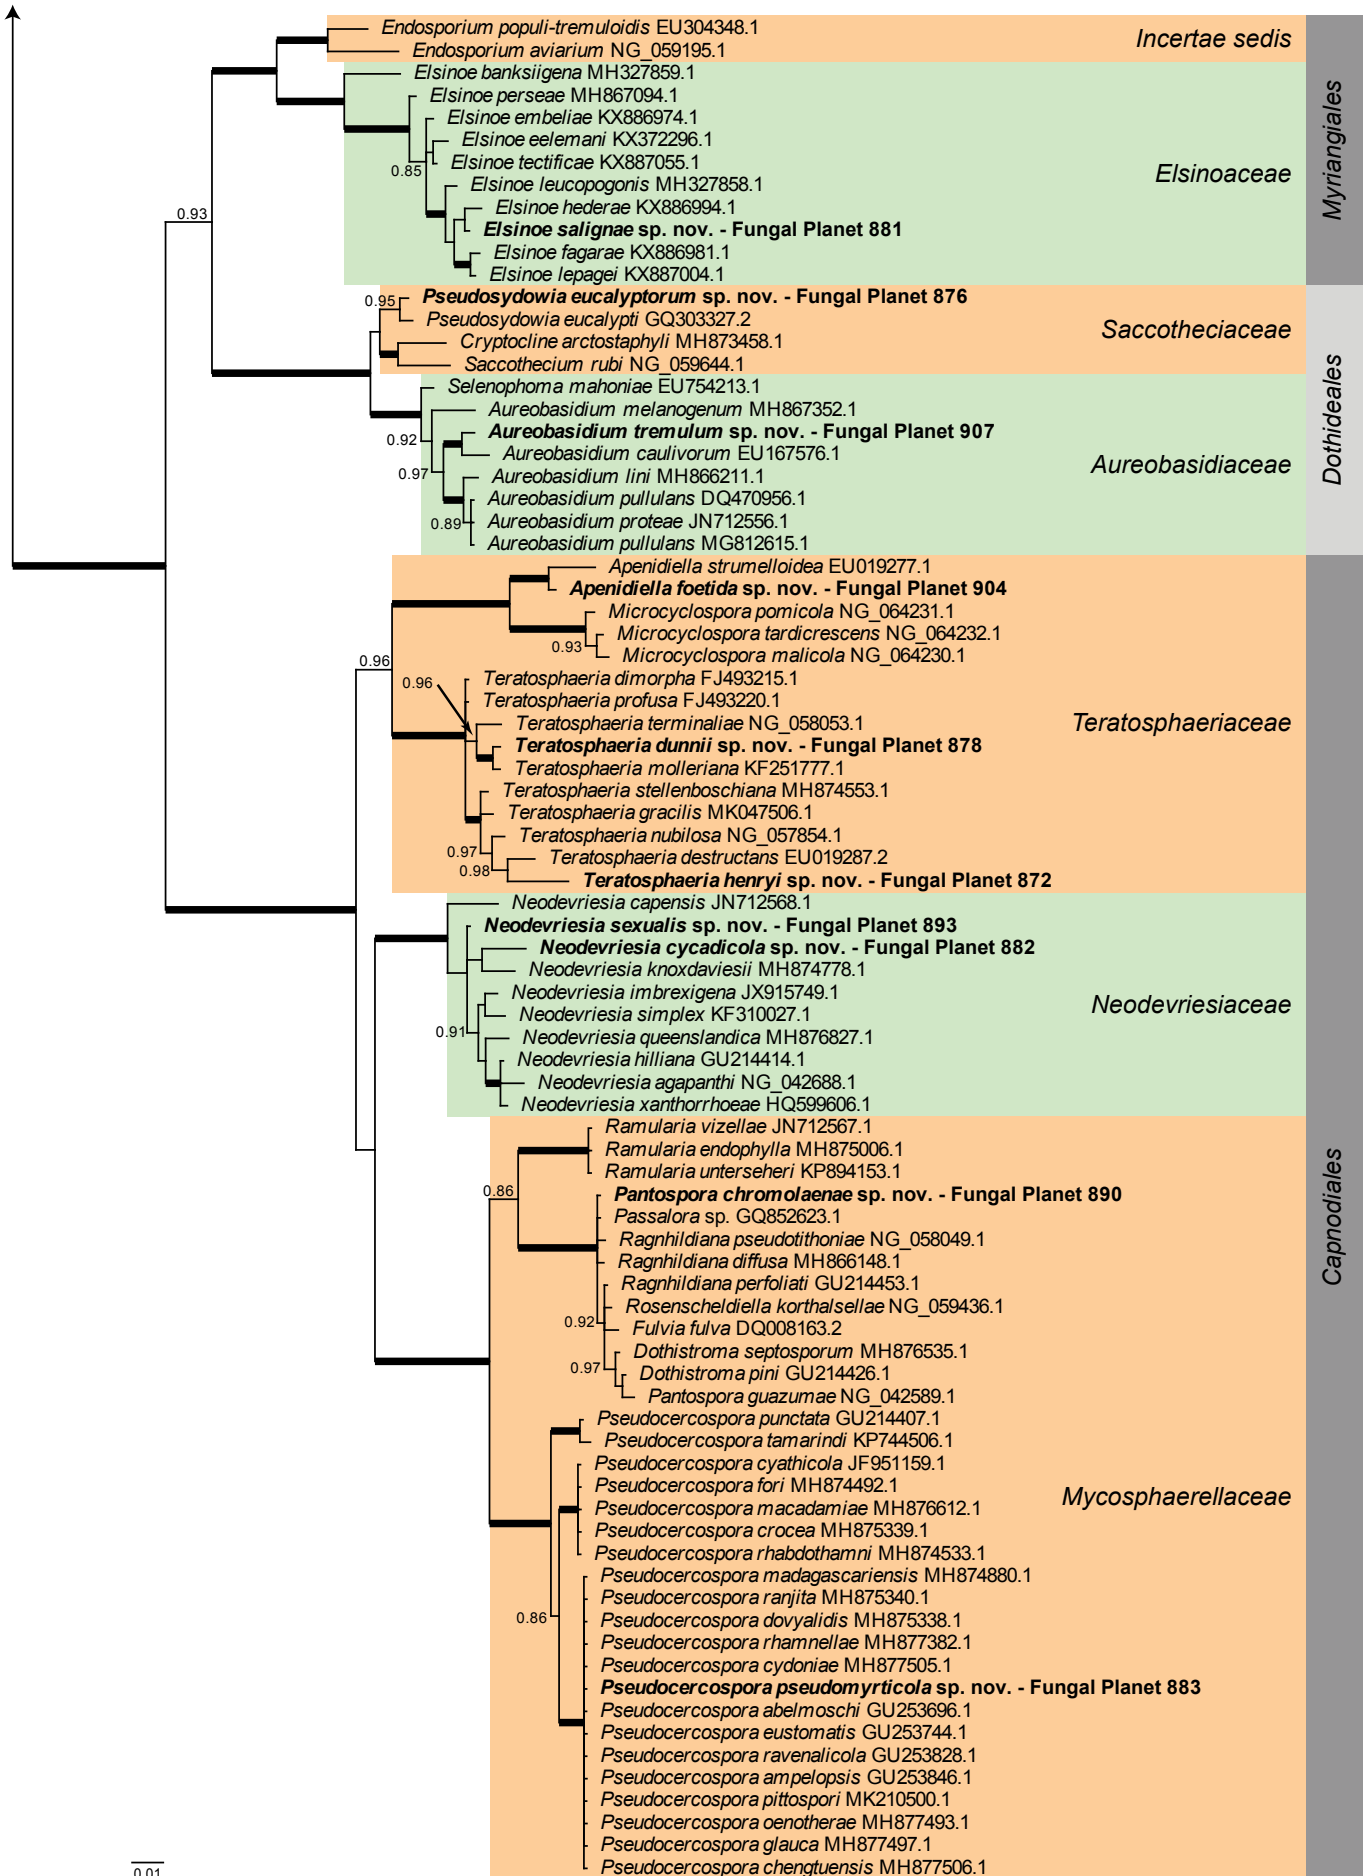 Endosporium populi-tremuloidis EU304348.1
Endosporium aviarium NG_059195.1
Incertae sedis
Elsinoe banksiigena MH327859.1
Elsinoe perseae MH867094.1
Elsinoe embeliae KX886974.1
Elsinoe eelemani KX372296.1
Elsinoe tectificae KX887055.1
0.85
Elsinoe leucopogonis MH327858.1
Elsinoe hederae KX886994.1
Elsinoe salignae sp. nov. - Fungal Planet 881
Elsinoe fagarae KX886981.1
Elsinoe lepagei KX887004.1
Elsinoaceae
Myriangiales
0.93
0.95
Pseudosydowia eucalyptorum sp. nov. - Fungal Planet 876
Pseudosydowia eucalypti GQ303327.2
Cryptocline arctostaphyli MH873458.1
Saccothecium rubi NG_059644.1
Saccotheciaceae
Selenophoma mahoniae EU754213.1
Aureobasidium melanogenum MH867352.1
0.92
Aureobasidium tremulum sp. nov. - Fungal Planet 907
Aureobasidium caulivorum EU167576.1
0.97
Aureobasidium lini MH866211.1
Aureobasidium pullulans DQ470956.1
0.89
Aureobasidium proteae JN712556.1
Aureobasidium pullulans MG812615.1
Aureobasidiaceae
Dothideales
Apenidiella strumelloidea EU019277.1
Apenidiella foetida sp. nov. - Fungal Planet 904
Microcyclospora pomicola NG_064231.1
Microcyclospora tardicrescens NG_064232.1
0.93
Microcyclospora malicola NG_064230.1
0.96
0.96
Teratosphaeria dimorpha FJ493215.1
Teratosphaeria profusa FJ493220.1
Teratosphaeria terminaliae NG_058053.1
Teratosphaeria dunnii sp. nov. - Fungal Planet 878
Teratosphaeria molleriana KF251777.1
Teratosphaeria stellenboschiana MH874553.1
Teratosphaeria gracilis MK047506.1
Teratosphaeria nubilosa NG_057854.1
0.97
Teratosphaeria destructans EU019287.2
0.98
Teratosphaeria henryi sp. nov. - Fungal Planet 872
Teratosphaeriaceae
Neodevriesia capensis JN712568.1
Neodevriesia sexualis sp. nov. - Fungal Planet 893
Neodevriesia cycadicola sp. nov. - Fungal Planet 882
Neodevriesia knoxdaviesii MH874778.1
Neodevriesia imbrexigena JX915749.1
Neodevriesia simplex KF310027.1
0.91
Neodevriesia queenslandica MH876827.1
Neodevriesia hilliana GU214414.1
Neodevriesia agapanthi NG_042688.1
Neodevriesia xanthorrhoeae HQ599606.1
Neodevriesiaceae
Ramularia vizellae JN712567.1
Ramularia endophylla MH875006.1
Ramularia unterseheri KP894153.1
0.86
Pantospora chromolaenae sp. nov. - Fungal Planet 890
Passalora sp. GQ852623.1
Ragnhildiana pseudotithoniae NG_058049.1
Ragnhildiana diffusa MH866148.1
Ragnhildiana perfoliati GU214453.1
Rosenscheldiella korthalsellae NG_059436.1
0.92
Fulvia fulva DQ008163.2
Dothistroma septosporum MH876535.1
0.97
Dothistroma pini GU214426.1
Pantospora guazumae NG_042589.1
Pseudocercospora punctata GU214407.1
Pseudocercospora tamarindi KP744506.1
Pseudocercospora cyathicola JF951159.1
Pseudocercospora fori MH874492.1
Pseudocercospora macadamiae MH876612.1
Pseudocercospora crocea MH875339.1
Pseudocercospora rhabdothamni MH874533.1
Pseudocercospora madagascariensis MH874880.1
Pseudocercospora ranjita MH875340.1
0.86
Pseudocercospora dovyalidis MH875338.1
Pseudocercospora rhamnellae MH877382.1
Pseudocercospora cydoniae MH877505.1
Pseudocercospora pseudomyrticola sp. nov. - Fungal Planet 883
Pseudocercospora abelmoschi GU253696.1
Pseudocercospora eustomatis GU253744.1
Pseudocercospora ravenalicola GU253828.1
Pseudocercospora ampelopsis GU253846.1
Pseudocercospora pittospori MK210500.1
Pseudocercospora oenotherae MH877493.1
Pseudocercospora glauca MH877497.1
Pseudocercospora chengtuensis MH877506.1
Mycosphaerellaceae
Capnodiales
0.01